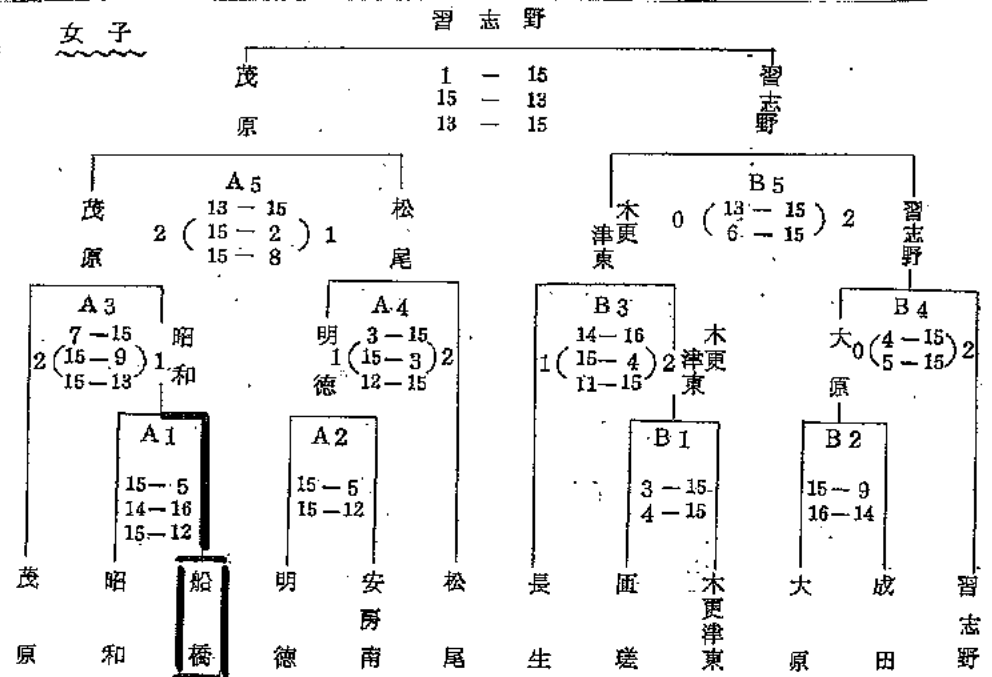 女子
習志野
茂原
1 — 15
15 — 13
13 — 15
習志野
茂原
A5
2 ( 13 — 15
15 — 2
15 — 8 ) 1
松尾
木更津東
B5
0 ( 13 — 15
6 — 15 ) 2
習志野
A3
2 ( 7 — 15
15 — 9
15 — 13 ) 1
昭和
明徳
A4
1 ( 3 — 15
15 — 3
12 — 15 ) 2
B3
1 ( 14 — 16
15 — 4
11 — 15 ) 2
木更津東
大原
B4
0 ( 4 — 15
5 — 15 ) 2
A1
15 — 5
14 — 16
15 — 12
A2
15 — 5
15 — 12
B1
3 — 15
4 — 15
B2
15 — 9
16 — 14
茂原
昭和
船橋
明徳
安房南
松尾
長生
匝瑳
木更津東
大原
成田
習志野